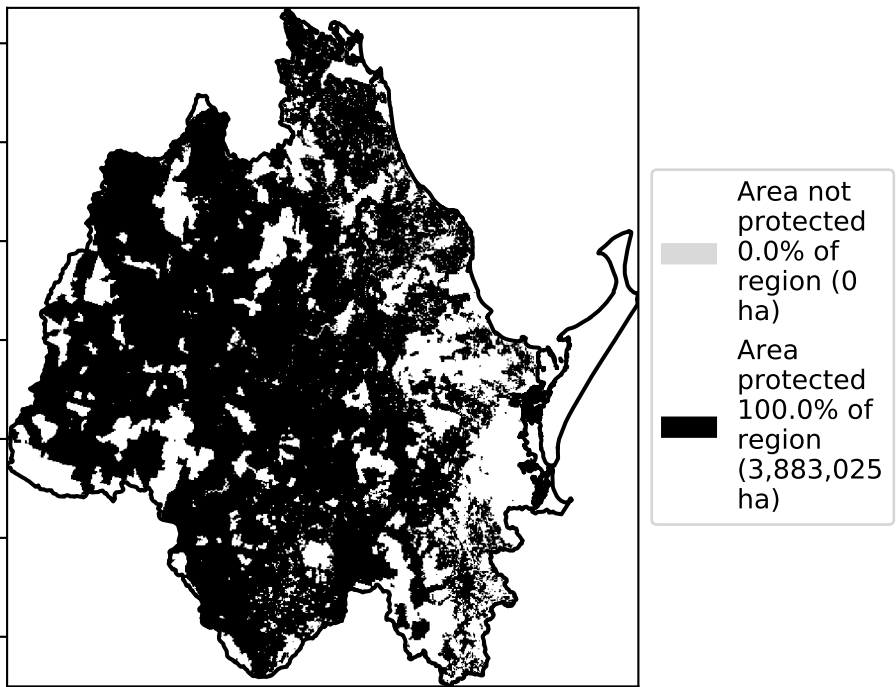 Area not
protected
0.0% of
region (0
ha)
Area
protected
100.0% of
region
(3,883,025
ha)